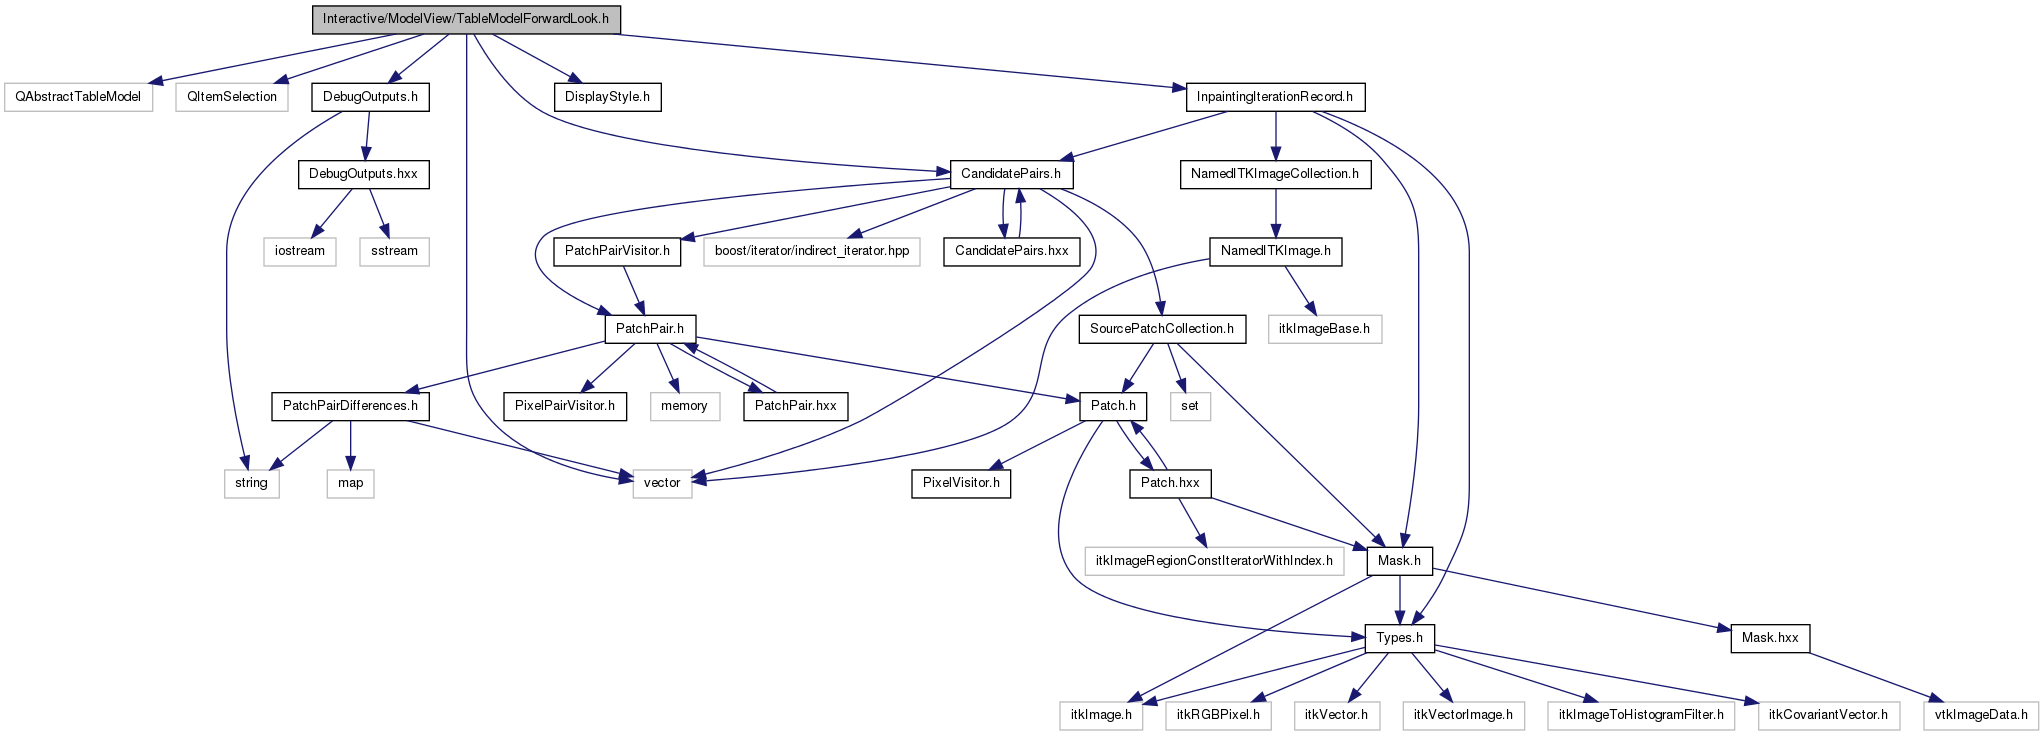 Interactive/ModelView/TableModelForwardLook.h
QAbstractTableModel
QItemSelection
DebugOutputs.h
DisplayStyle.h
InpaintingIterationRecord.h
DebugOutputs.hxx
CandidatePairs.h
NamedITKImageCollection.h
iostream
sstream
PatchPairVisitor.h
boost/iterator/indirect_iterator.hpp
CandidatePairs.hxx
NamedITKImage.h
PatchPair.h
SourcePatchCollection.h
itkImageBase.h
PatchPairDifferences.h
PixelPairVisitor.h
memory
PatchPair.hxx
Patch.h
set
string
map
vector
PixelVisitor.h
Patch.hxx
itkImageRegionConstIteratorWithIndex.h
Mask.h
Types.h
Mask.hxx
itkImage.h
itkRGBPixel.h
itkVector.h
itkVectorImage.h
itkImageToHistogramFilter.h
itkCovariantVector.h
vtkImageData.h